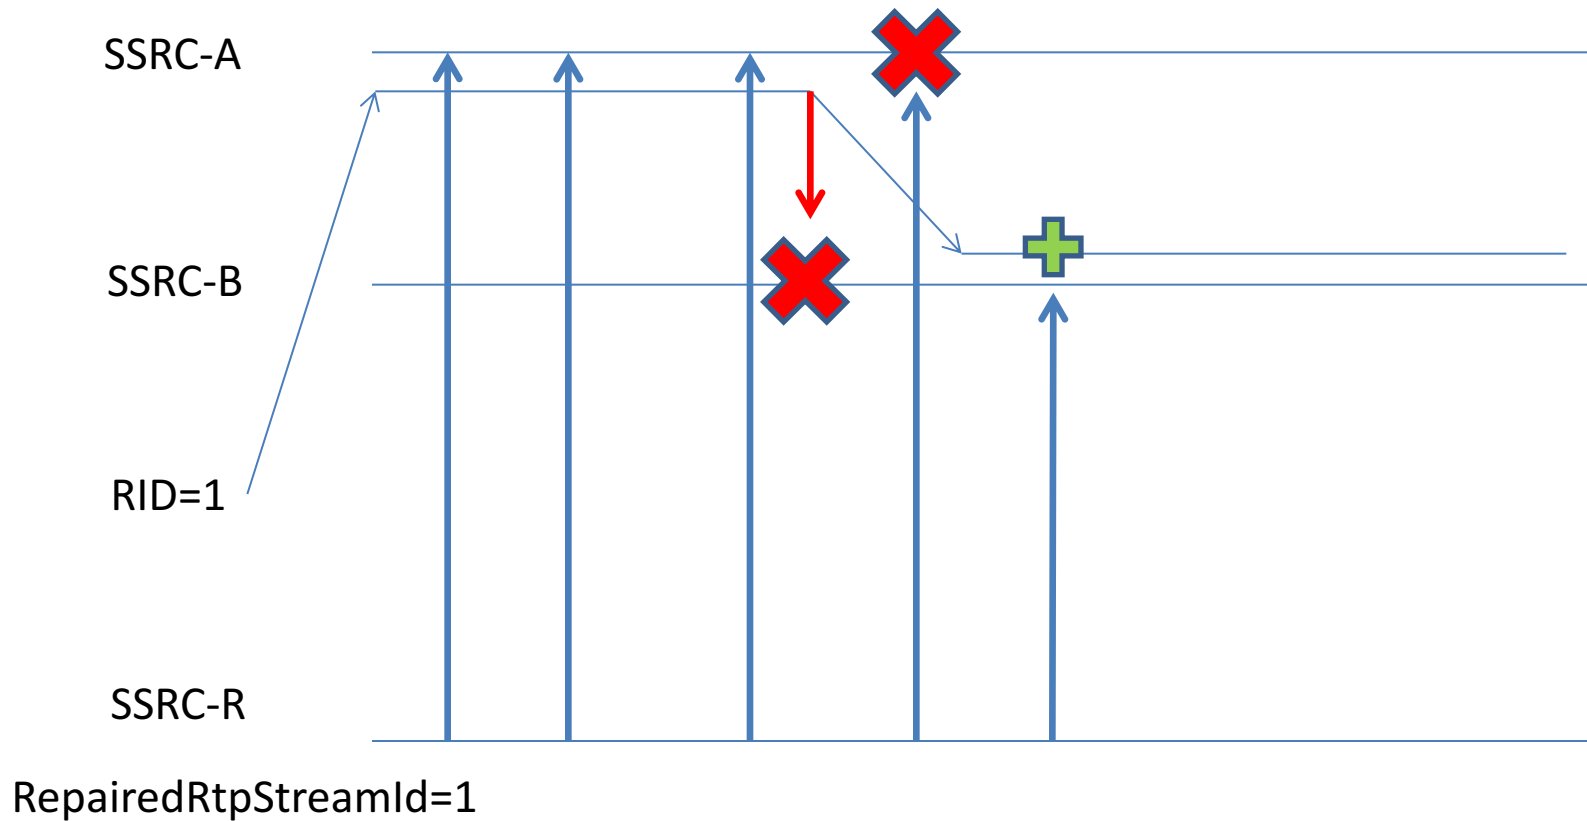 SSRC-A
SSRC-B
RID=1
SSRC-R
RepairedRtpStreamId=1